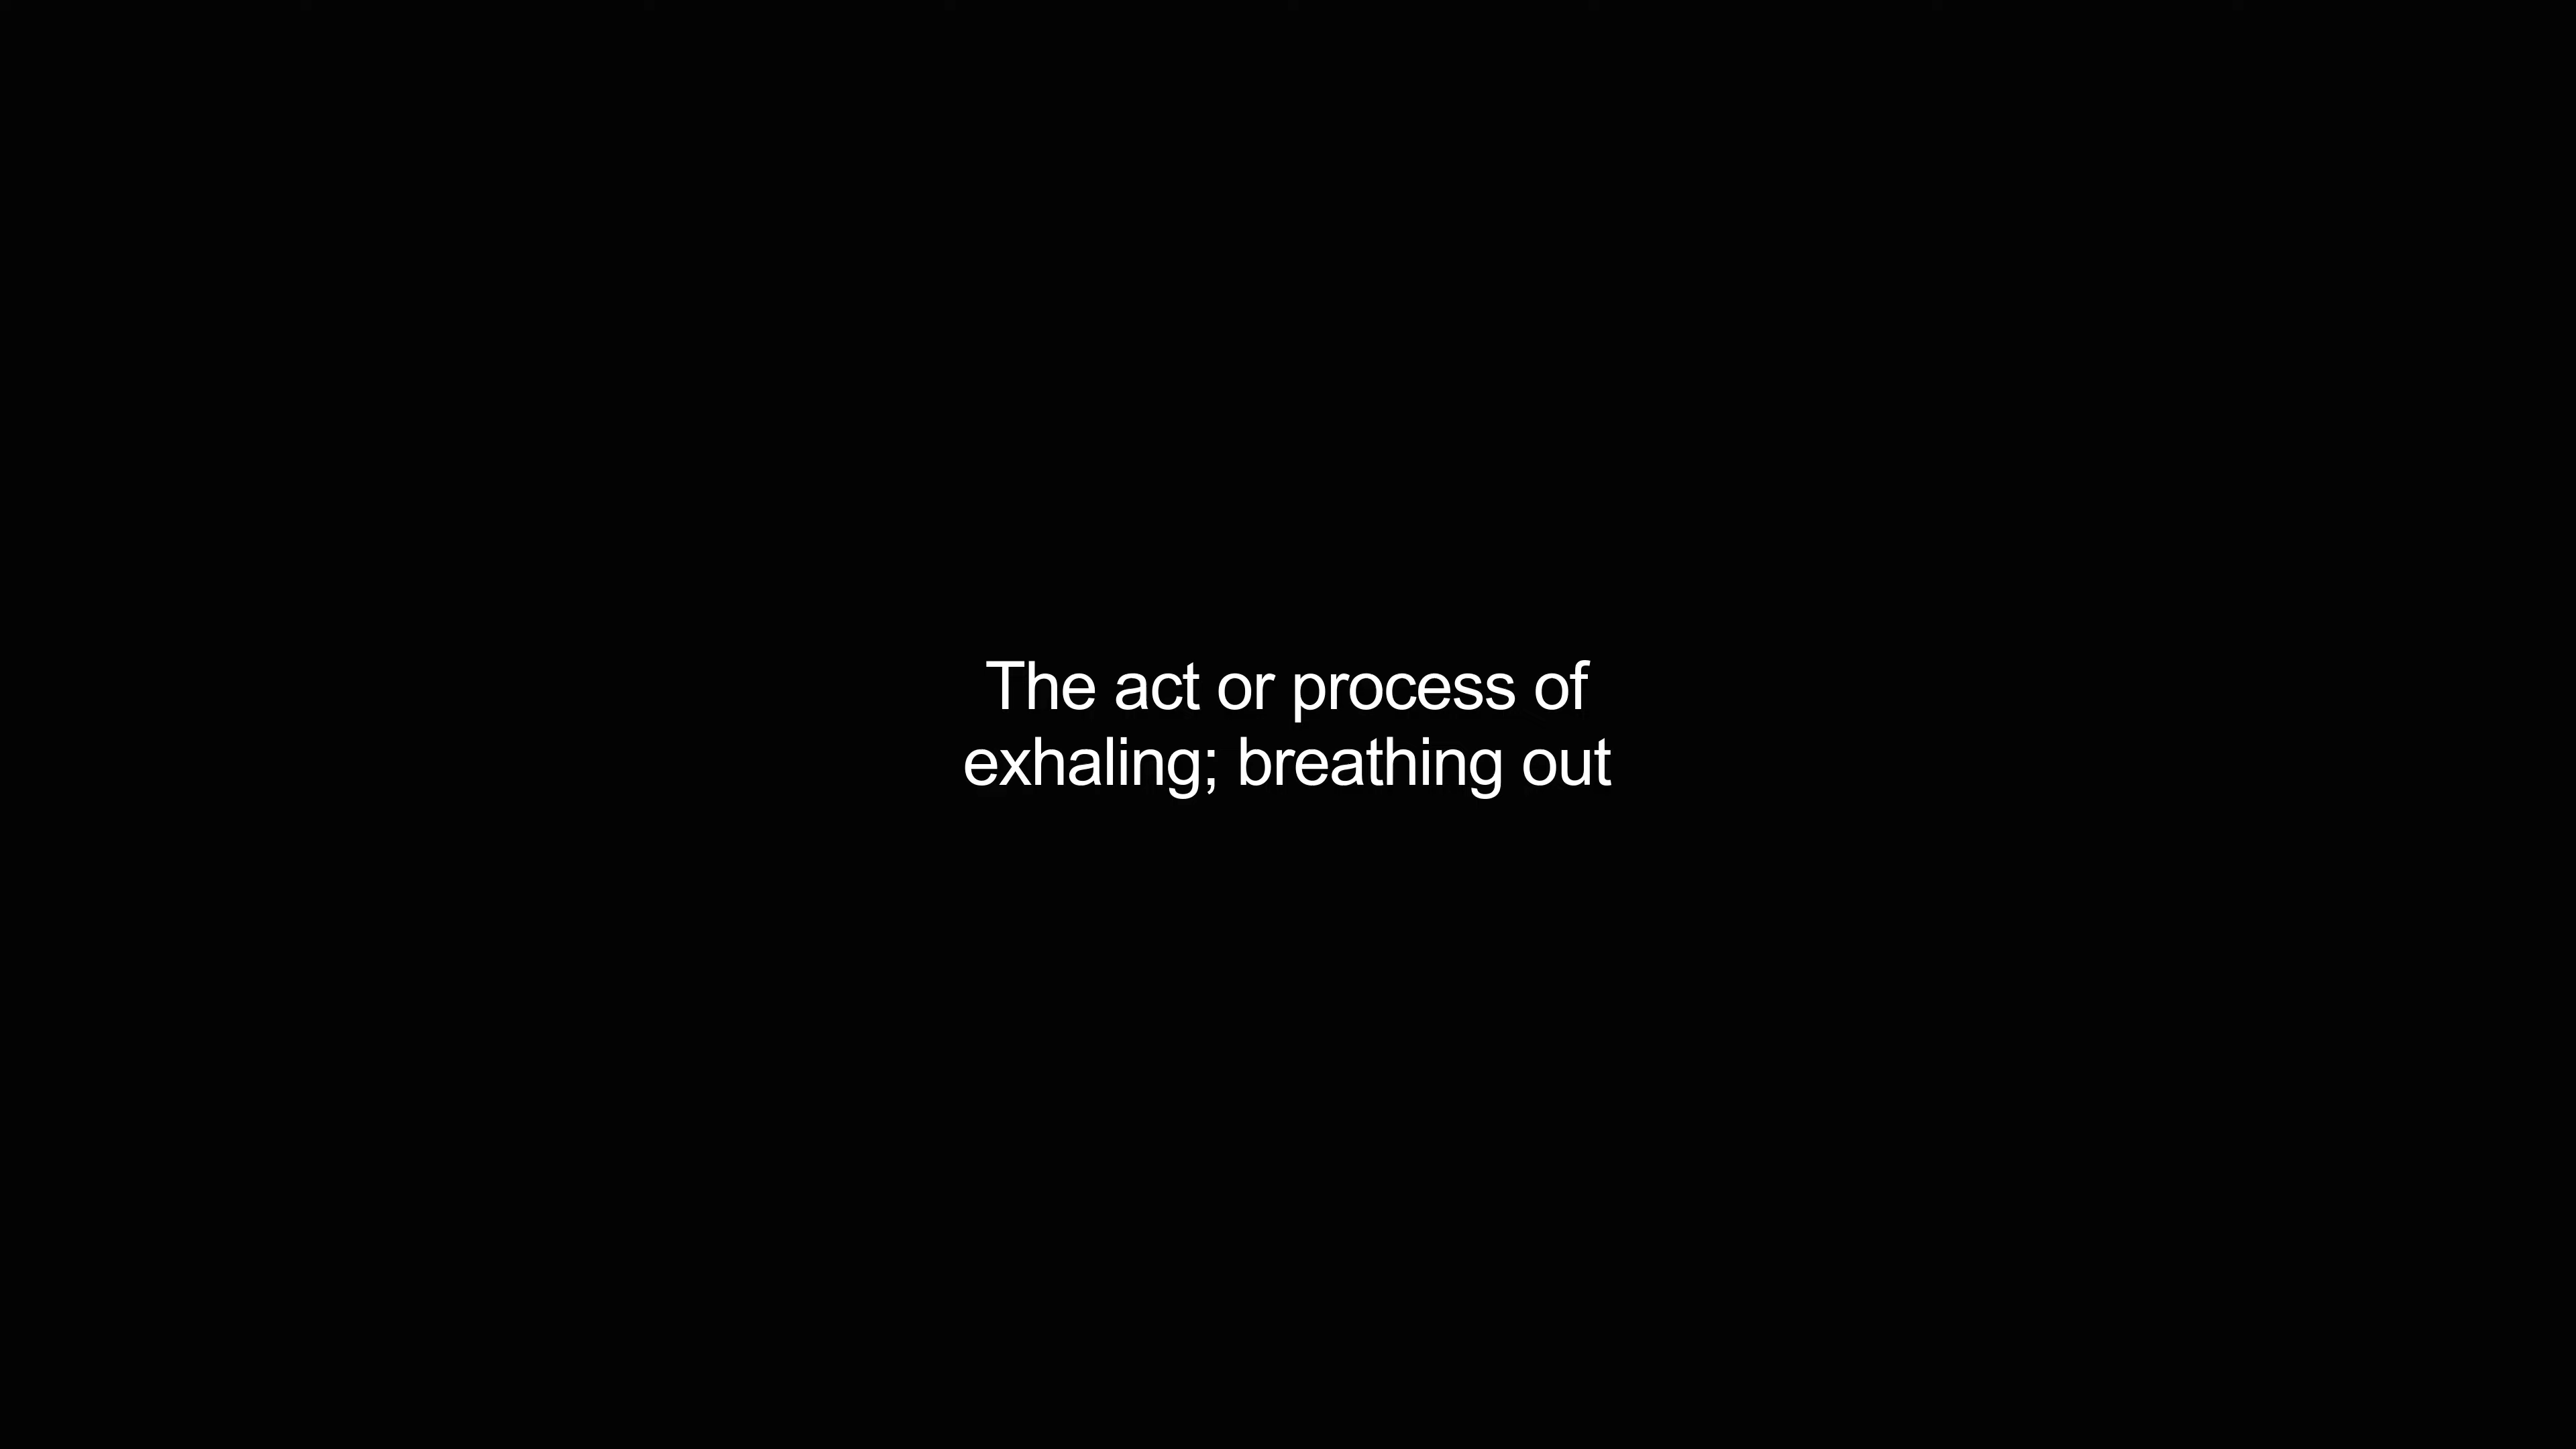 The act or process of
exhaling; breathing out